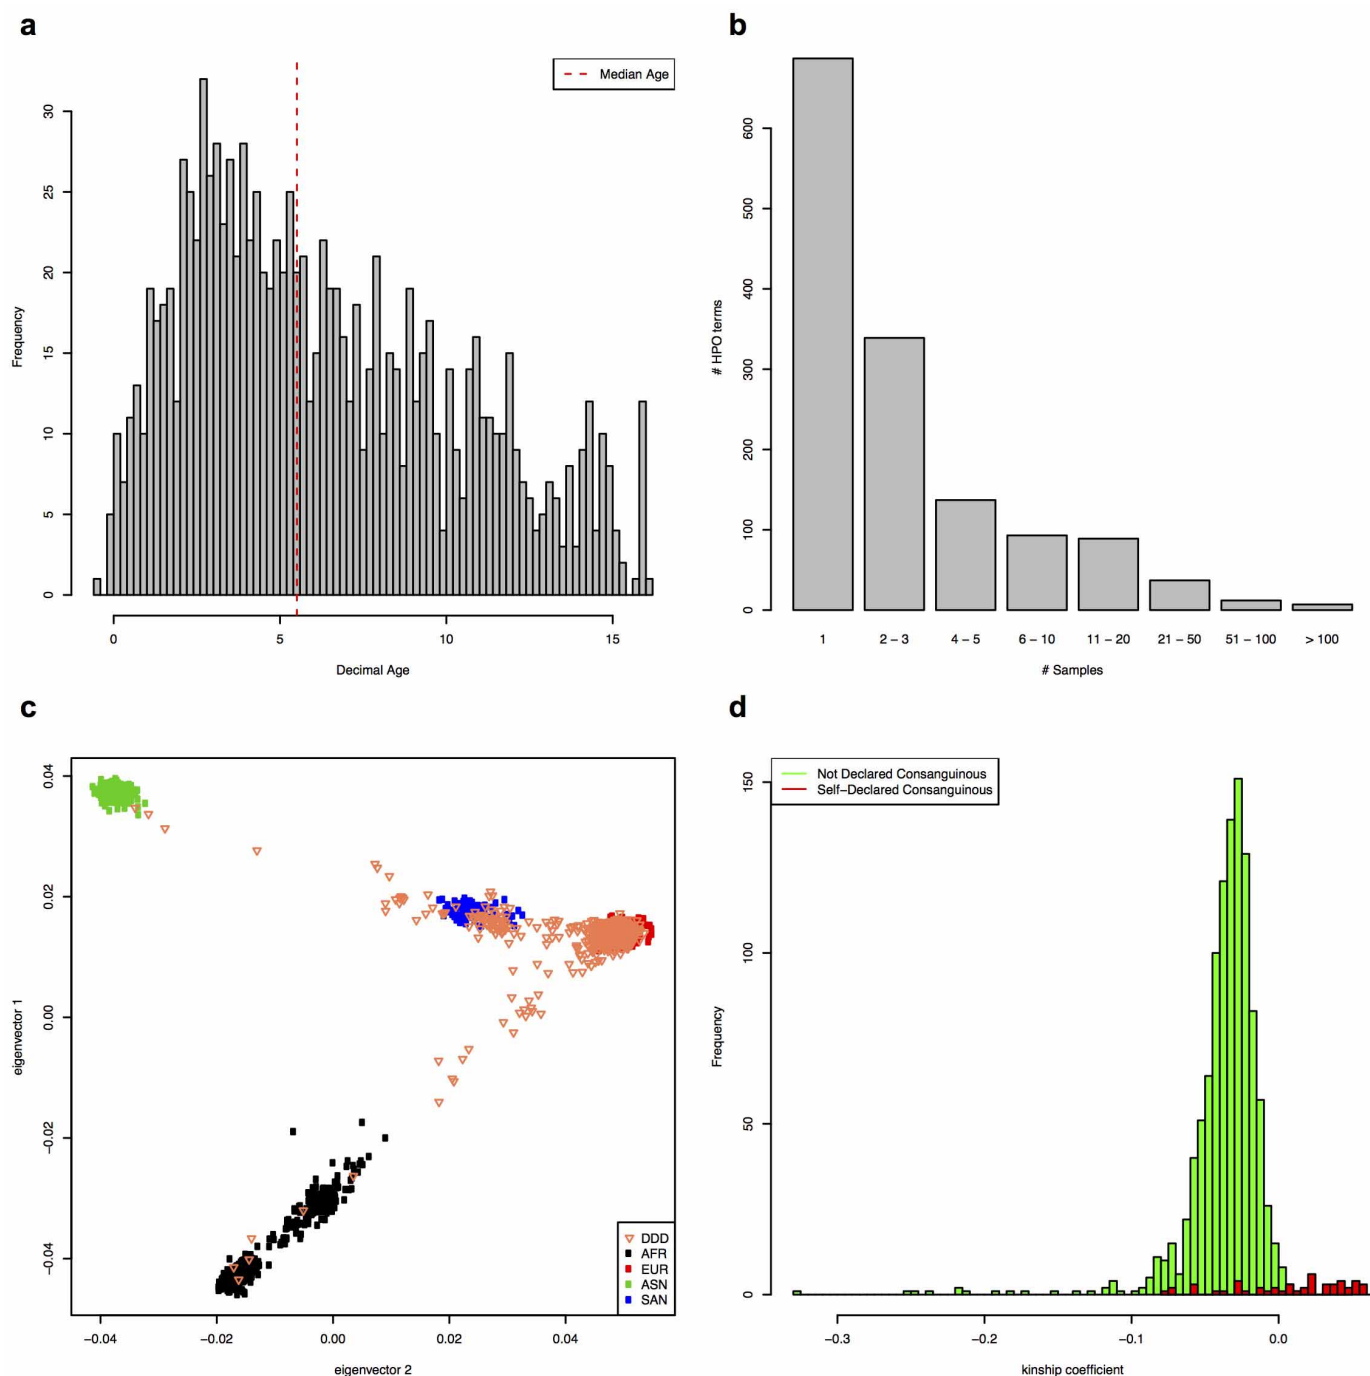 a
Median Age
30
25
20
15
10
5
0
Frequency
0 5 10 15
Decimal Age
b
600
500
400
300
200
100
0
# HPO terms
1 2 – 3 4 – 5 6 – 10 11 – 20 21 – 50 51 – 100 > 100
# Samples
c
0.04
0.02
0.00
−0.02
−0.04
eigenvector 1
DDD
AFR
EUR
ASN
SAN
−0.04 −0.02 0.00 0.02 0.04
eigenvector 2
d
Not Declared Consanguinous
Self−Declared Consanguinous
150
100
50
0
Frequency
−0.3 −0.2 −0.1 0.0
kinship coefficient